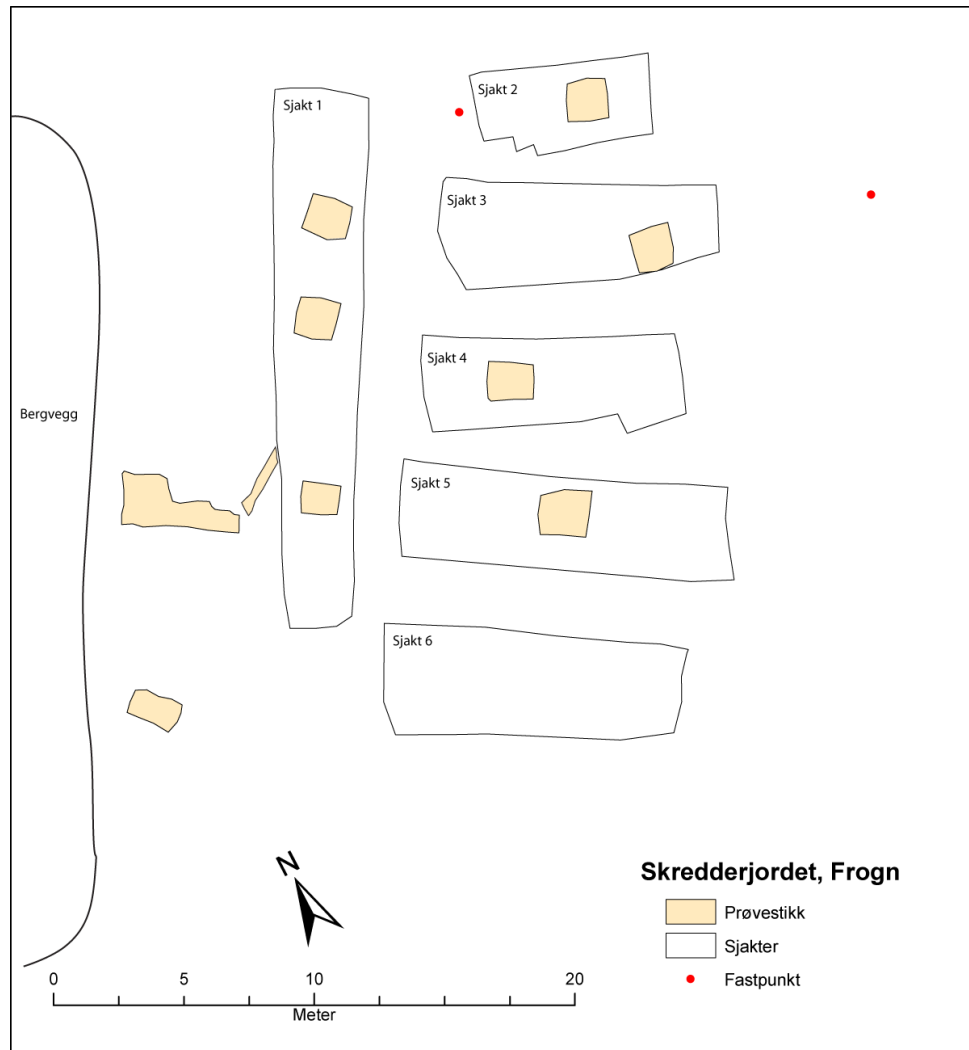 Sjakt 2
Sjakt 1
Sjakt 3
Sjakt 4
Bergvegg
Sjakt 5
Sjakt 6
N
Skredderjordet, Frogn
Prøvestikk
Sjakter
Fastpunkt
0 5 10 20
Meter